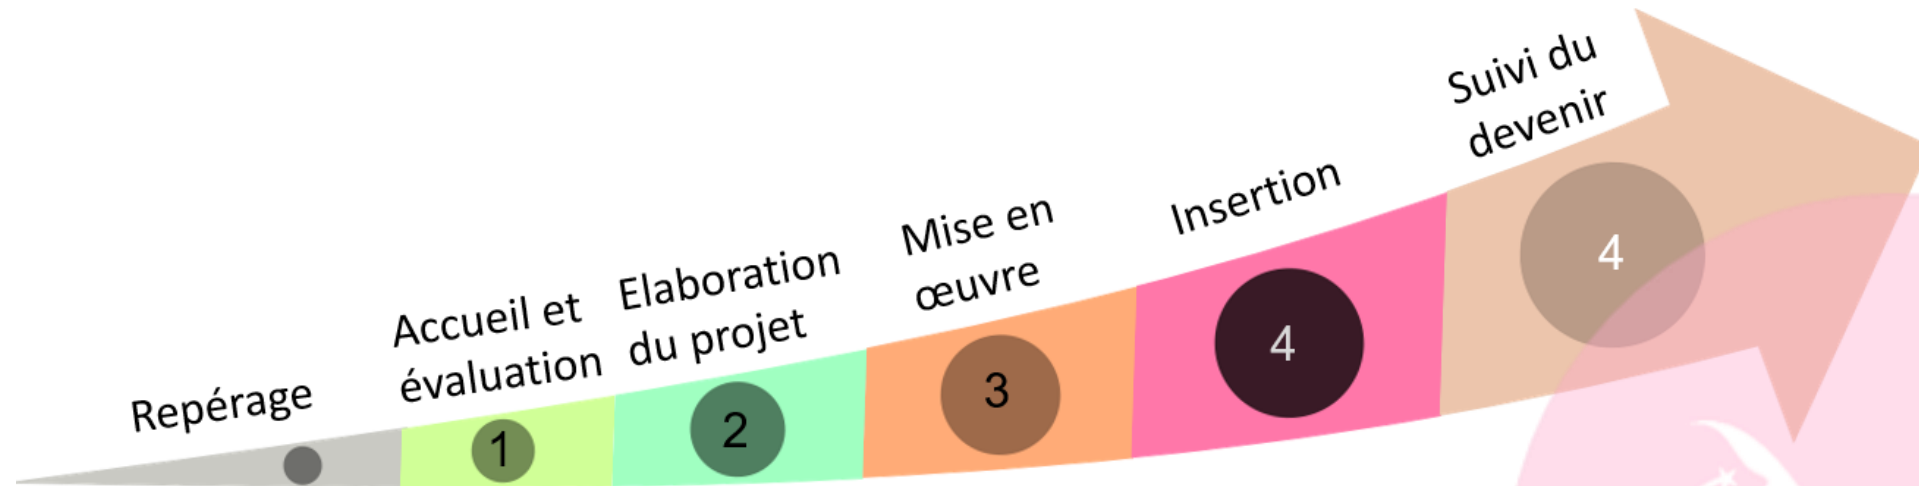 Repérage
Accueil et
évaluation
1
Elaboration
du projet
2
Mise en
œuvre
3
Insertion
4
Suivi du
devenir
4